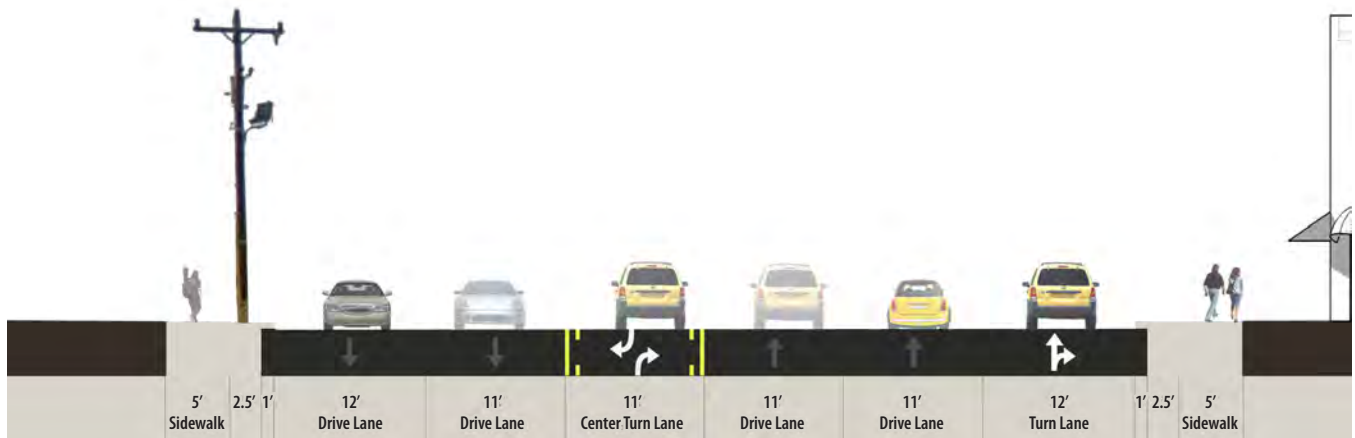 5′ 2.5′ 1′ 12′ 11′ 11′ 11′ 11′ 12′ 1′ 2.5′ 5′
Sidewalk Drive Lane Drive Lane Center Turn Lane Drive Lane Drive Lane Turn Lane Sidewalk